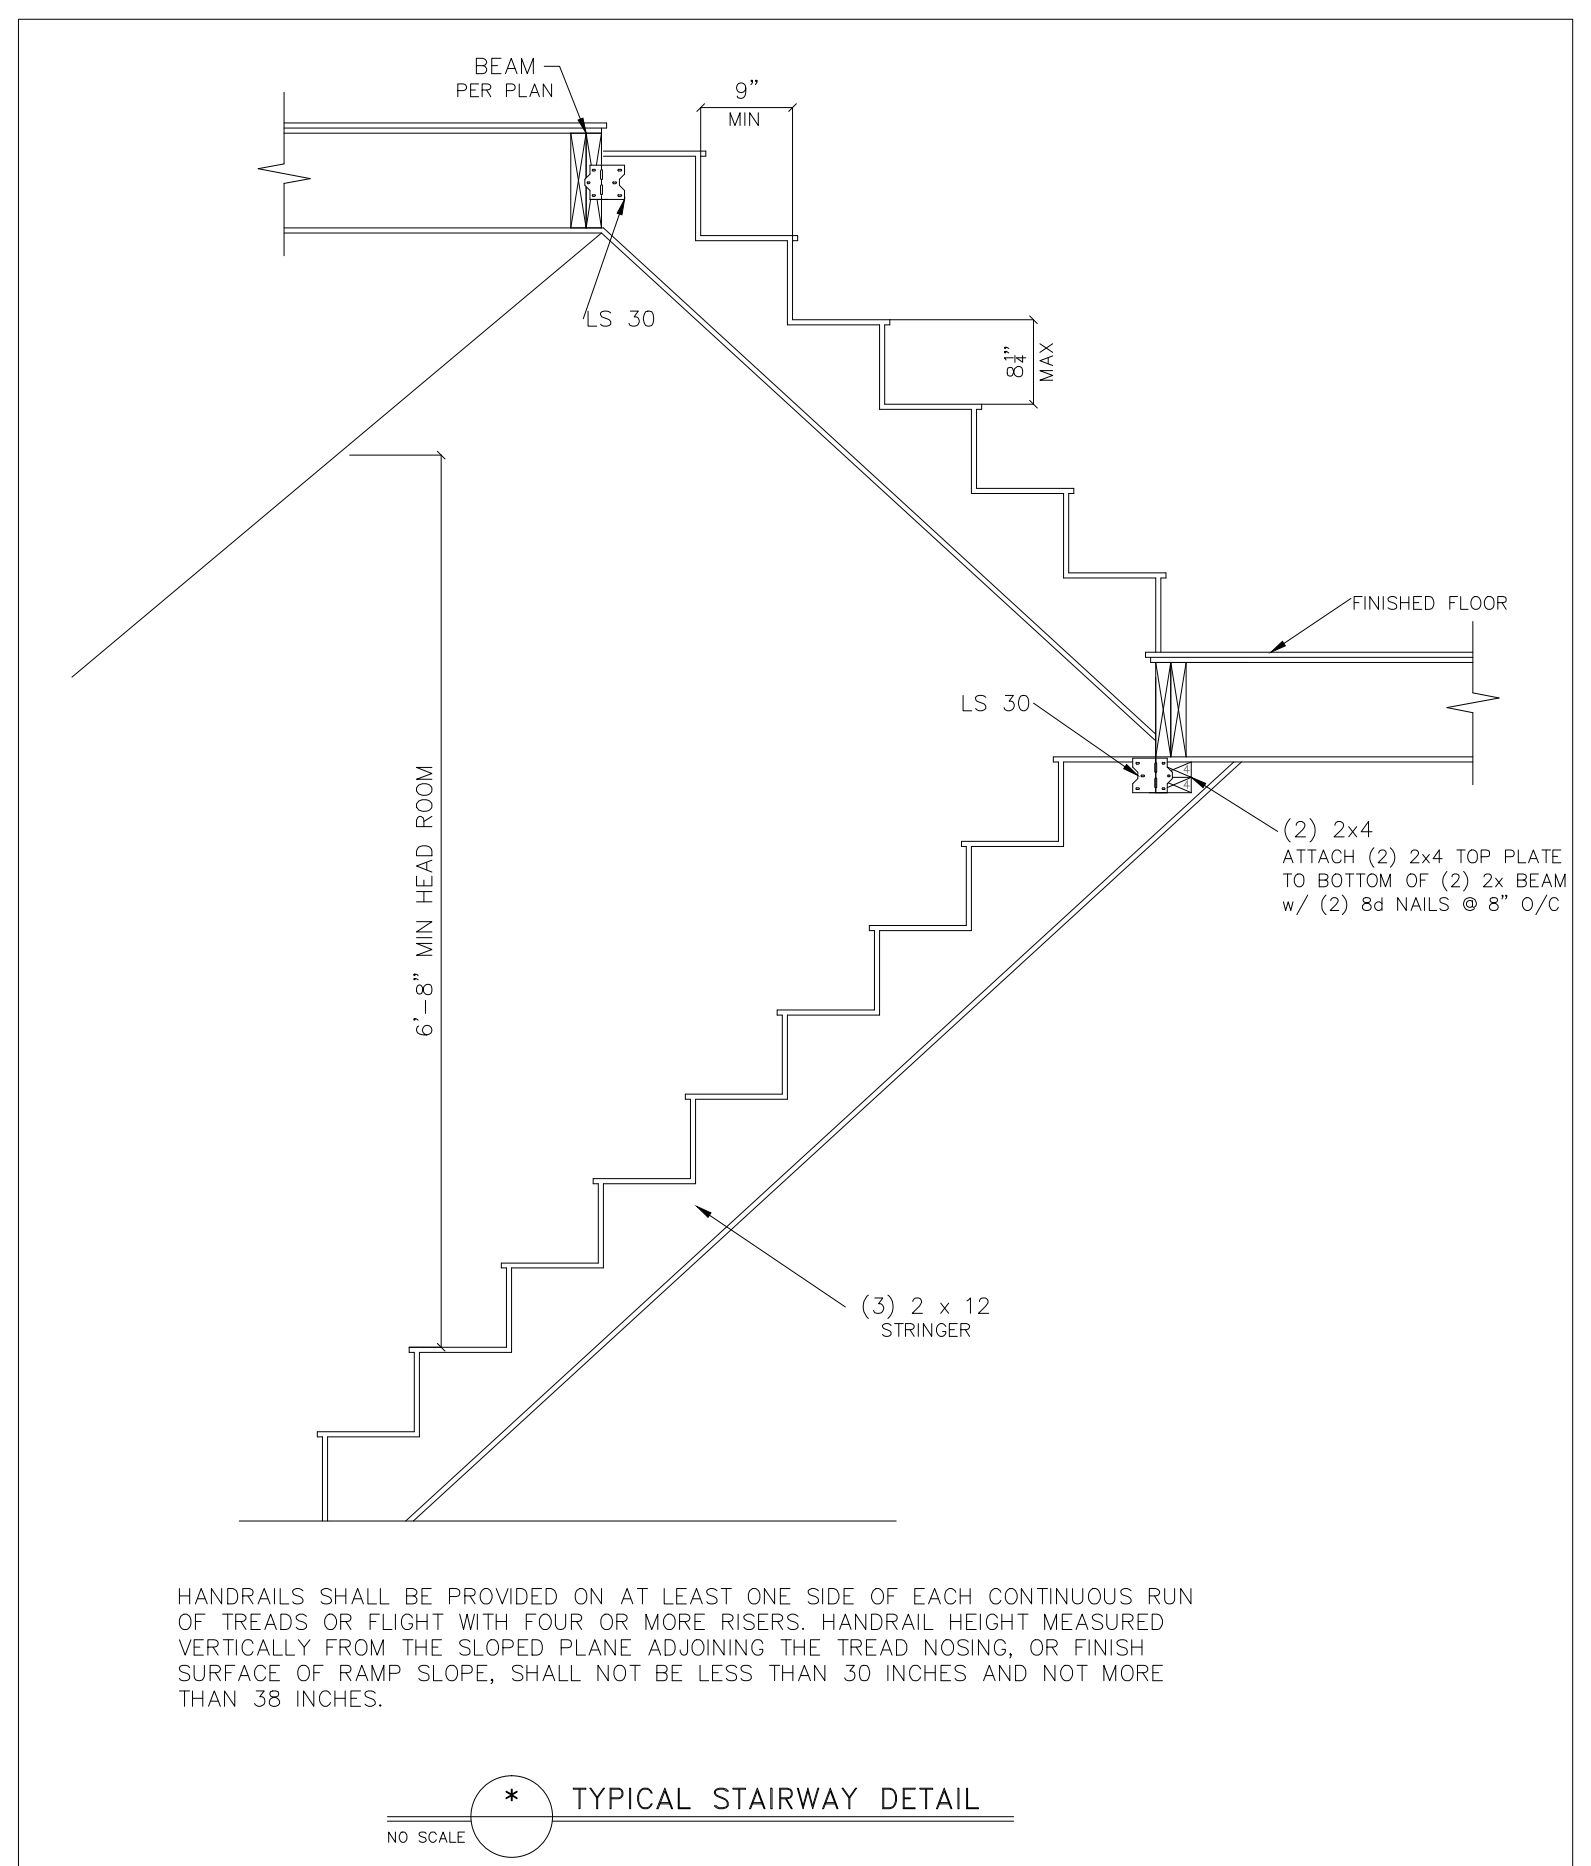 BEAM
PER PLAN
9"
MIN
LS 30
8 1/4"
MAX
FINISHED FLOOR
LS 30
6'-8" MIN HEAD ROOM
4
4
(2) 2x4
ATTACH (2) 2x4 TOP PLATE
TO BOTTOM OF (2) 2x BEAM
w/ (2) 8d NAILS @ 8" O/C
(3) 2 x 12
STRINGER
HANDRAILS SHALL BE PROVIDED ON AT LEAST ONE SIDE OF EACH CONTINUOUS RUN
OF TREADS OR FLIGHT WITH FOUR OR MORE RISERS. HANDRAIL HEIGHT MEASURED
VERTICALLY FROM THE SLOPED PLANE ADJOINING THE TREAD NOSING, OR FINISH
SURFACE OF RAMP SLOPE, SHALL NOT BE LESS THAN 30 INCHES AND NOT MORE
THAN 38 INCHES.
* TYPICAL STAIRWAY DETAIL
NO SCALE